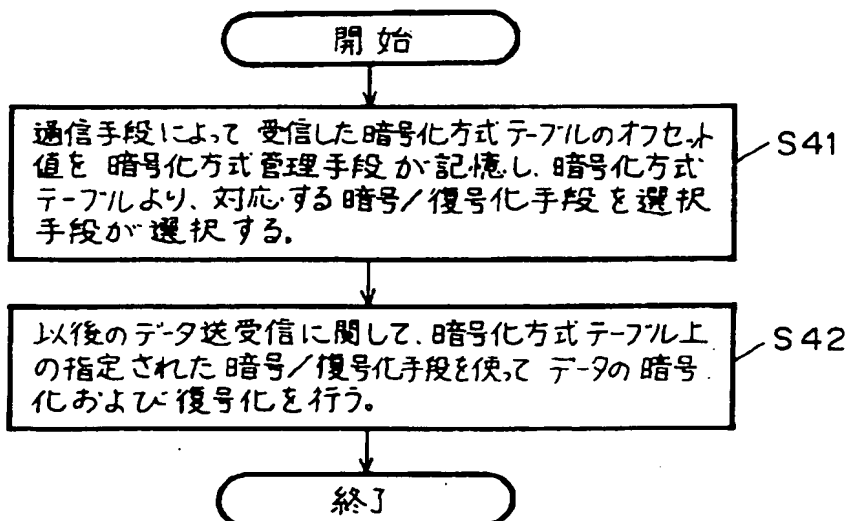 開始
通信手段によって受信した暗号化方式テーブルのオフセット
値を暗号化方式管理手段が記憶し、暗号化方式
テーブルより、対応する暗号/復号化手段を選択
手段が選択する。
S41
以後のデータ送受信に関して、暗号化方式テーブル上
の指定された暗号/復号化手段を使ってデータの暗号
化および復号化を行う。
S42
終了